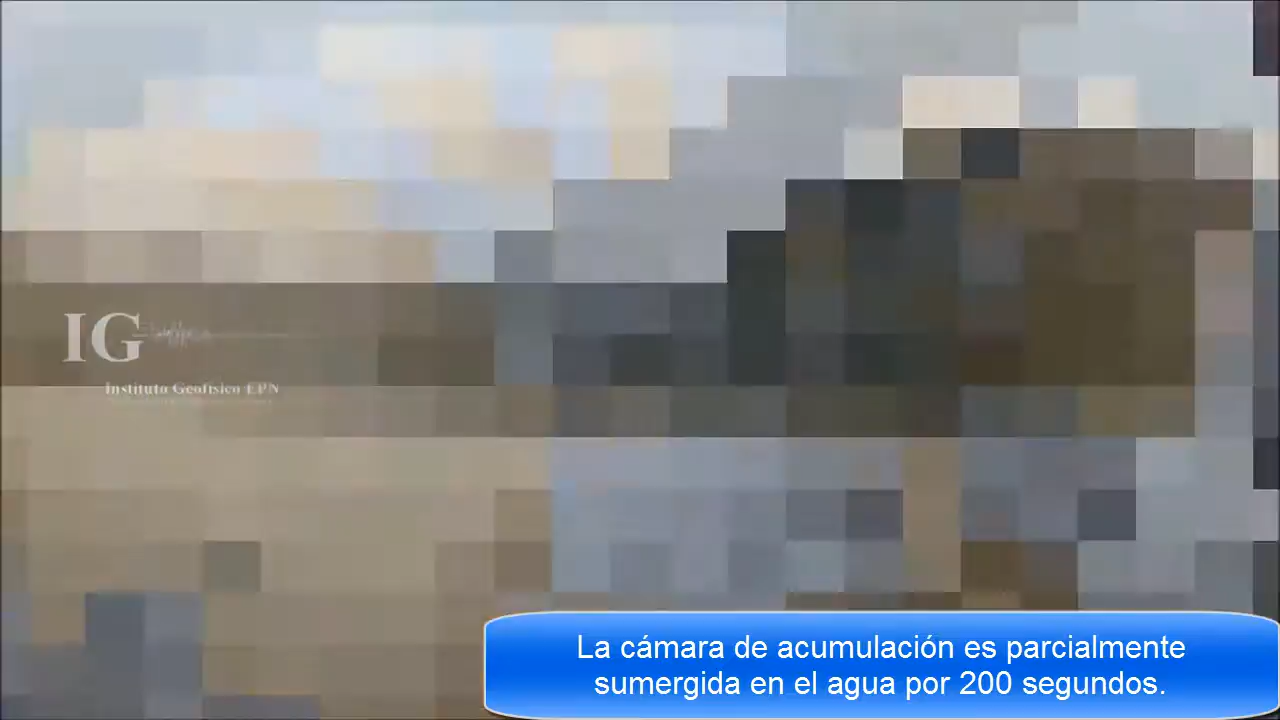 IG
Instituto Geofísico EPN
La cámara de acumulación es parcialmente
sumergida en el agua por 200 segundos.